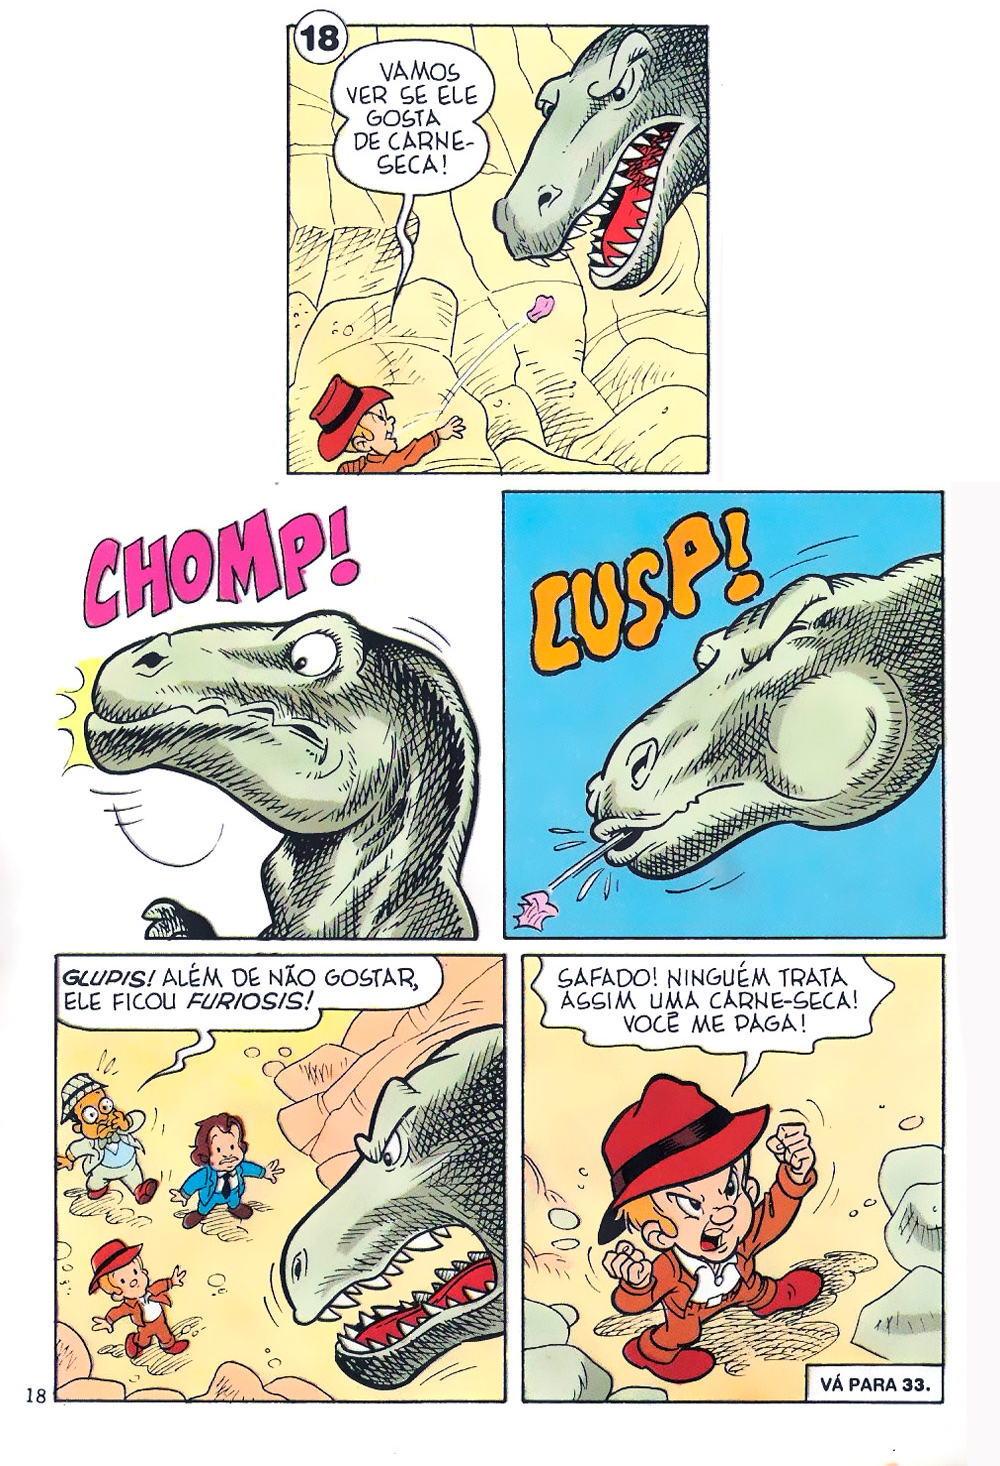 18
VAMOS
VER SE ELE
GOSTA
DE CARNE-
SECA!
CHOMP!
CUSP!
GLUPIS! ALÉM DE NÃO GOSTAR,
ELE FICOU FURIOSIS!
SAFADO! NINGUÉM TRATA
ASSIM UMA CARNE-SECA!
VOCÊ ME PAGA!
VÁ PARA 33.
18